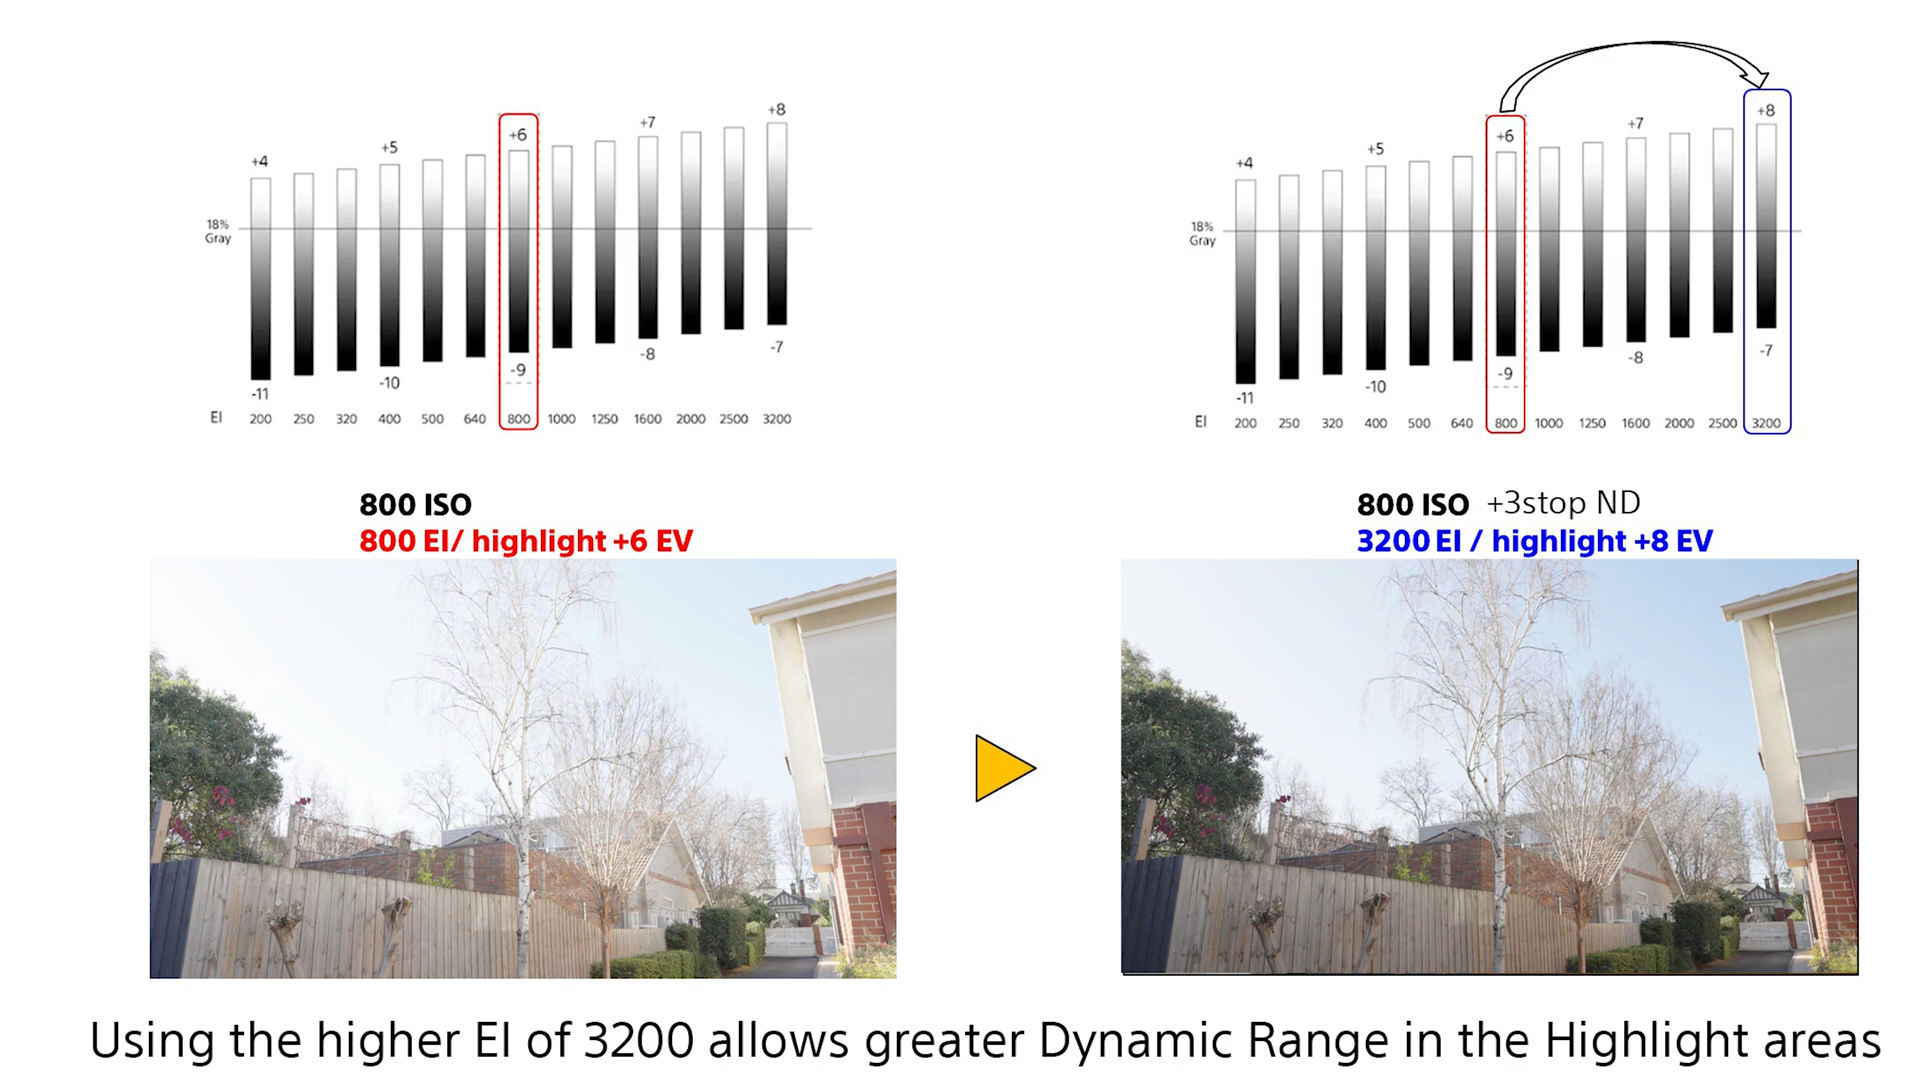 +4 +5 +6 +7 +8
18%
Gray
-11 -10 -9 -8 -7
EI 200 250 320 400 500 640 800 1000 1250 1600 2000 2500 3200
800 ISO
800 EI/ highlight +6 EV
+4 +5 +6 +7 +8
18%
Gray
-11 -10 -9 -8 -7
EI 200 250 320 400 500 640 800 1000 1250 1600 2000 2500 3200
800 ISO +3stop ND
3200 EI / highlight +8 EV
Using the higher EI of 3200 allows greater Dynamic Range in the Highlight areas